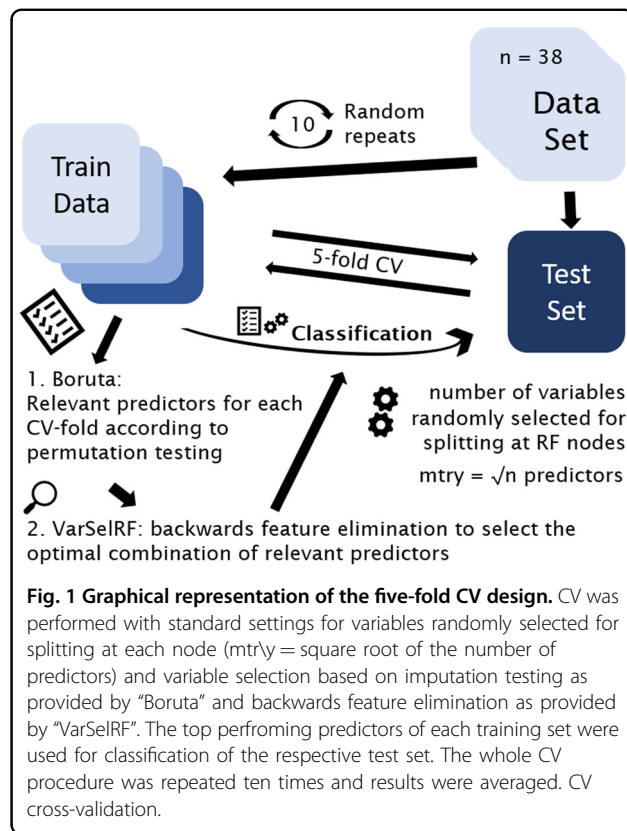 n = 38
Data
Set
10
Random
repeats
Train
Data
5-fold CV
Test
Set
Classification
1. Boruta:
Relevant predictors for each
CV-fold according to
permutation testing
number of variables
randomly selected for
splitting at RF nodes
mtry = √n predictors
2. VarSelRF: backwards feature elimination to select the
optimal combination of relevant predictors
Fig. 1 Graphical representation of the five-fold CV design. CV was
performed with standard settings for variables randomly selected for
splitting at each node (mtr\y = square root of the number of
predictors) and variable selection based on imputation testing as
provided by “Boruta” and backwards feature elimination as provided
by “VarSelRF”. The top perfroming predictors of each training set were
used for classification of the respective test set. The whole CV
procedure was repeated ten times and results were averaged. CV
cross-validation.